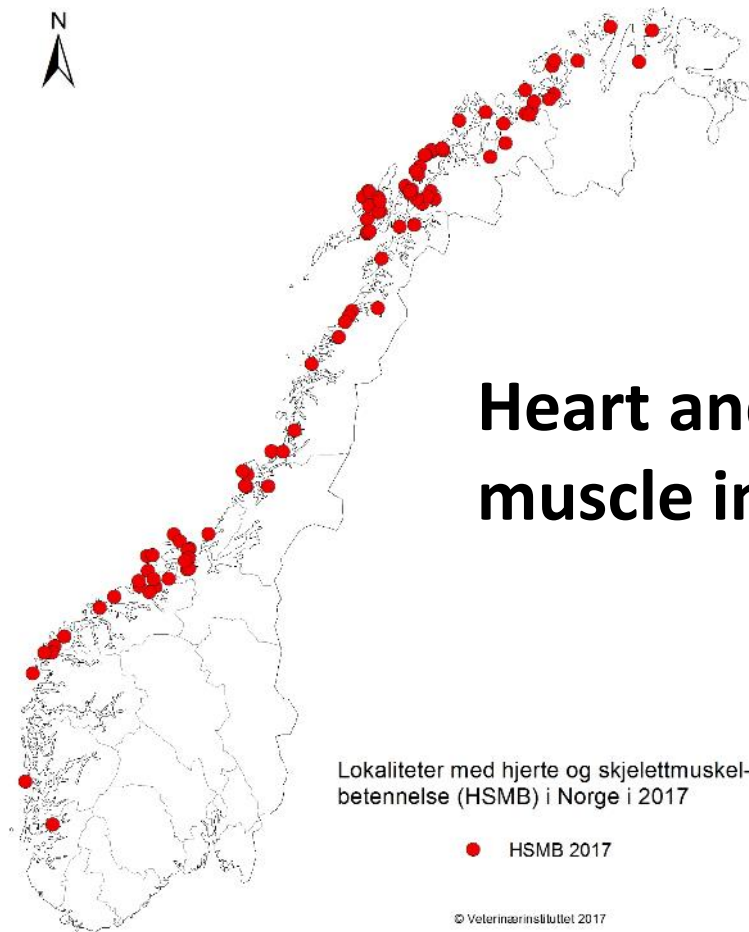 N
Heart and
muscle in
Lokaliteter med hjerte og skjelettmuskel-
betennelse (HSMB) i Norge i 2017
HSMB 2017
© Veterinærinstituttet 2017